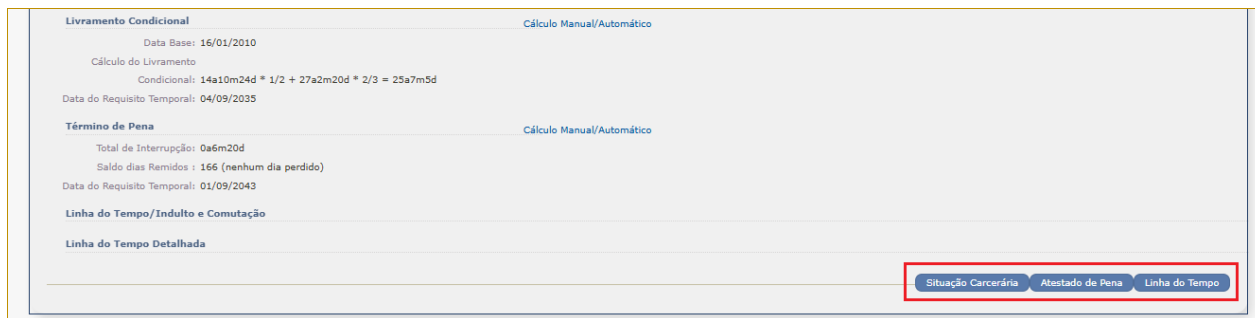 Livramento Condicional Cálculo Manual/Automático
Data Base: 16/01/2010
Cálculo do Livramento
Condicional: 14a10m24d * 1/2 + 27a2m20d * 2/3 = 25a7m5d
Data do Requisito Temporal: 04/09/2035
Término de Pena Cálculo Manual/Automático
Total de Interrupção: 0a6m20d
Saldo dias Remidos : 166 (nenhum dia perdido)
Data do Requisito Temporal: 01/09/2043
Linha do Tempo/Indulto e Comutação
Linha do Tempo Detalhada
Situação Carcerária Atestado de Pena Linha do Tempo